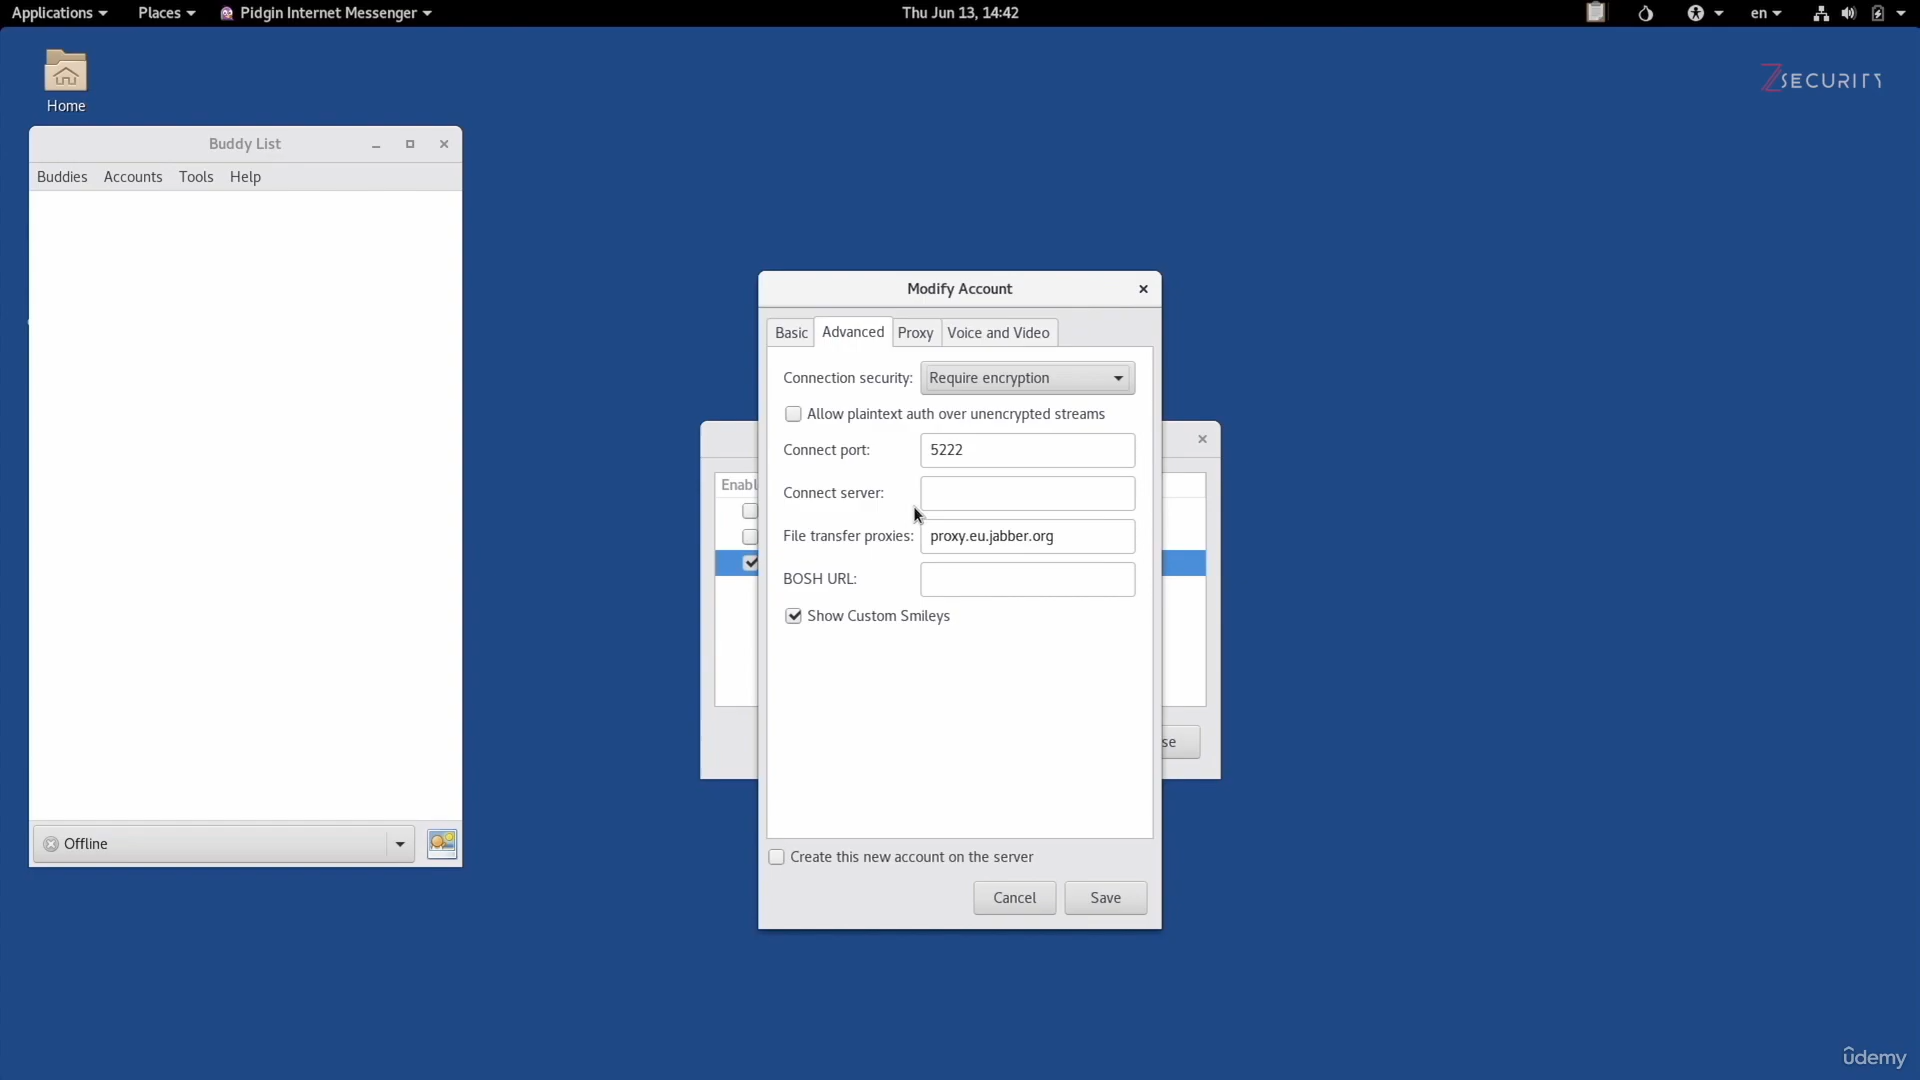 Applications Places Pidgin Internet Messenger Thu Jun 13, 14:42 en
Home
ZSECURITY
Buddy List
Buddies Accounts Tools Help
Modify Account
Basic Advanced Proxy Voice and Video
Connection security: Require encryption
Allow plaintext auth over unencrypted streams
Connect port: 5222
Enabl
Connect server:
File transfer proxies: proxy.eu.jabber.org
BOSH URL:
Show Custom Smileys
se
Offline
Create this new account on the server
Cancel Save
ûdemy